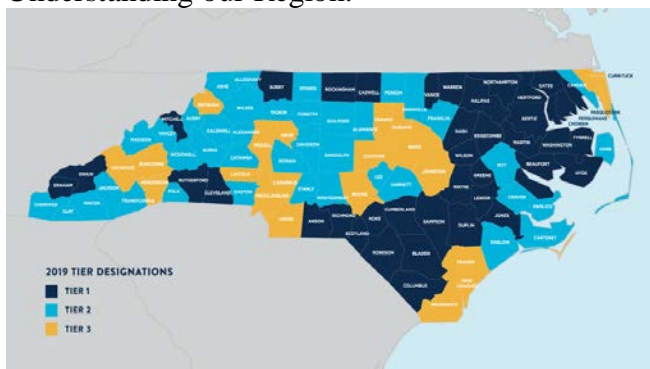 Understanding our Region:
ASHE
ALLEGHANY
SURRY
STOKES
ROCKINGHAM
CASWELL
PERSON
VANCE
WARREN
NORTHAMPTON
GATES
CAMDEN
CURRITUCK
PASQUOTANK
PERQUIMANS
CHOWAN
HERTFORD
HALIFAX
BERTIE
GRANVILLE
FRANKLIN
WATAUGA
WILKES
YADKIN
FORSYTH
GUILFORD
ALAMANCE
ORANGE
DURHAM
NASH
EDGECOMBE
MARTIN
WASHINGTON
TYRRELL
DARE
MITCHELL
AVERY
YANCEY
CALDWELL
ALEXANDER
IREDELL
DAVIE
DAVIDSON
RANDOLPH
CHATHAM
WAKE
WILSON
PITT
BEAUFORT
HYDE
MADISON
MCDOWELL
BURKE
CATAWBA
ROWAN
LEE
JOHNSTON
GREENE
HAYWOOD
BUNCOMBE
LINCOLN
HARNETT
WAYNE
LENOIR
CRAVEN
PAMLICO
SWAIN
GRAHAM
JACKSON
HENDERSON
POLK
RUTHERFORD
CLEVELAND
GASTON
MECKLENBURG
CABARRUS
STANLY
MONTGOMERY
MOORE
CUMBERLAND
SAMPSON
DUPLIN
JONES
CARTERET
CHEROKEE
CLAY
MACON
TRANSYLVANIA
UNION
ANSON
RICHMOND
HOKE
SCOTLAND
ONSLOW
ROBESON
BLADEN
PENDER
NEW HANOVER
COLUMBUS
BRUNSWICK
2019 TIER DESIGNATIONS
TIER 1
TIER 2
TIER 3